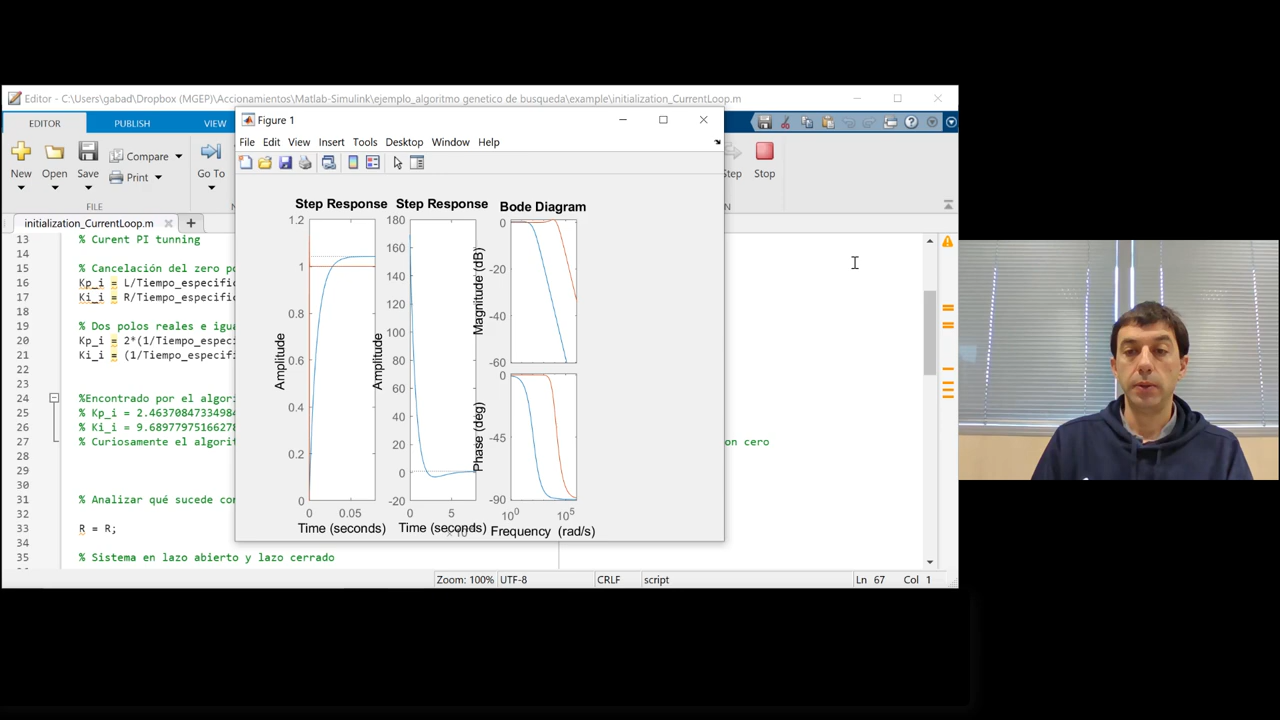 Editor - C:\Users\gabad\Dropbox (MGEP)\Accionamientos\Matlab-Simulink\ejemplo_algoritmo genetico de busqueda\example\initialization_CurrentLoop.m
EDITOR PUBLISH VIEW
Figure 1
File Edit View Insert Tools Desktop Window Help
New Open Save Compare Print Go To Step Stop
FILE
initialization_CurrentLoop.m
Step Response Step Response Bode Diagram
1.2
1
0.8
0.6
0.4
0.2
0
Amplitude
0 0.05
Time (seconds)
180
160
140
120
100
80
60
40
20
0
-20
Amplitude
0 5
Time (seconds)
0
-20
-40
-60
Magnitude (dB)
0
-45
-90
Phase (deg)
10^0 10^5
Frequency (rad/s)
13 % Curent PI tunning
14
15 % Cancelación del zero po
16 Kp_i = L/Tiempo_especific
17 Ki_i = R/Tiempo_especific
18
19 % Dos polos reales e igua
20 Kp_i = 2*(1/Tiempo_especi
21 Ki_i = (1/Tiempo_especifi
22
23
24 %Encontrado por el algori
25 % Kp_i = 2.46370847334984
26 % Ki_i = 9.68977975166278
27 % Curiosamente el algorit on cero
28
29
30
31 % Analizar qué sucede con
32
33 R = R;
34
35 % Sistema en lazo abierto y lazo cerrado
Zoom: 100% UTF-8 CRLF script Ln 67 Col 1